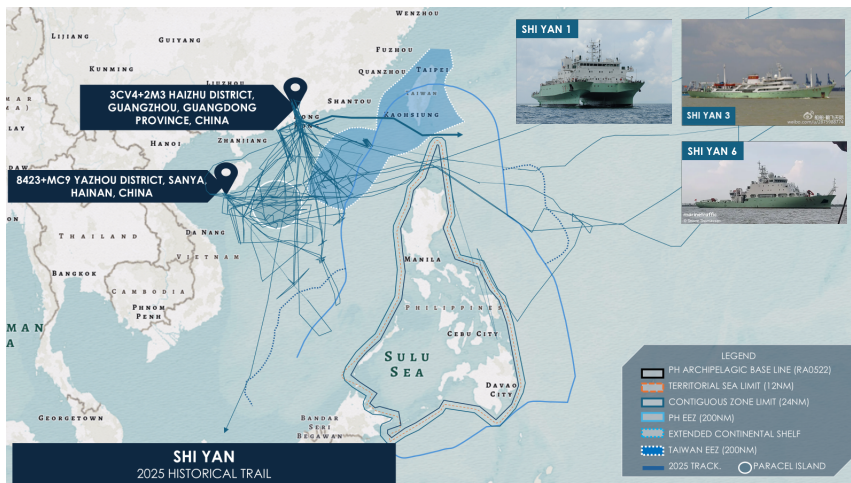 WENZHOU
LIJIANG
GUIYANG
FUZHOU
KUNMING
QUANZHOU
TAIPEI
LIUZHOU
SHANTOU
TAIWAN
KAOHSIUNG
HANOI
ZHANJIANG
3CV4+2M3 HAIZHU DISTRICT,
GUANGZHOU, GUANGDONG
PROVINCE, CHINA
8423+MC9 YAZHOU DISTRICT, SANYA,
HAINAN, CHINA
SHI YAN 1
SHI YAN 3
SHI YAN 6
marinetraffic
THAILAND
DA NANG
VIETNAM
BANGKOK
CAMBODIA
PHNOM
PENH
MANILA
PHILIPPINES
CEBU CITY
SULU
SEA
DAVAO
CITY
MAN
A
GEORGETOWN
BANDAR
SERI
BEGAWAN
SHI YAN
2025 HISTORICAL TRAIL
LEGEND
PH ARCHIPELAGIC BASE LINE (RA0522)
TERRITORIAL SEA LIMIT (12NM)
CONTIGUOUS ZONE LIMIT (24NM)
PH EEZ (200NM)
EXTENDED CONTINENTAL SHELF
TAIWAN EEZ (200NM)
2025 TRACK.
PARACEL ISLAND